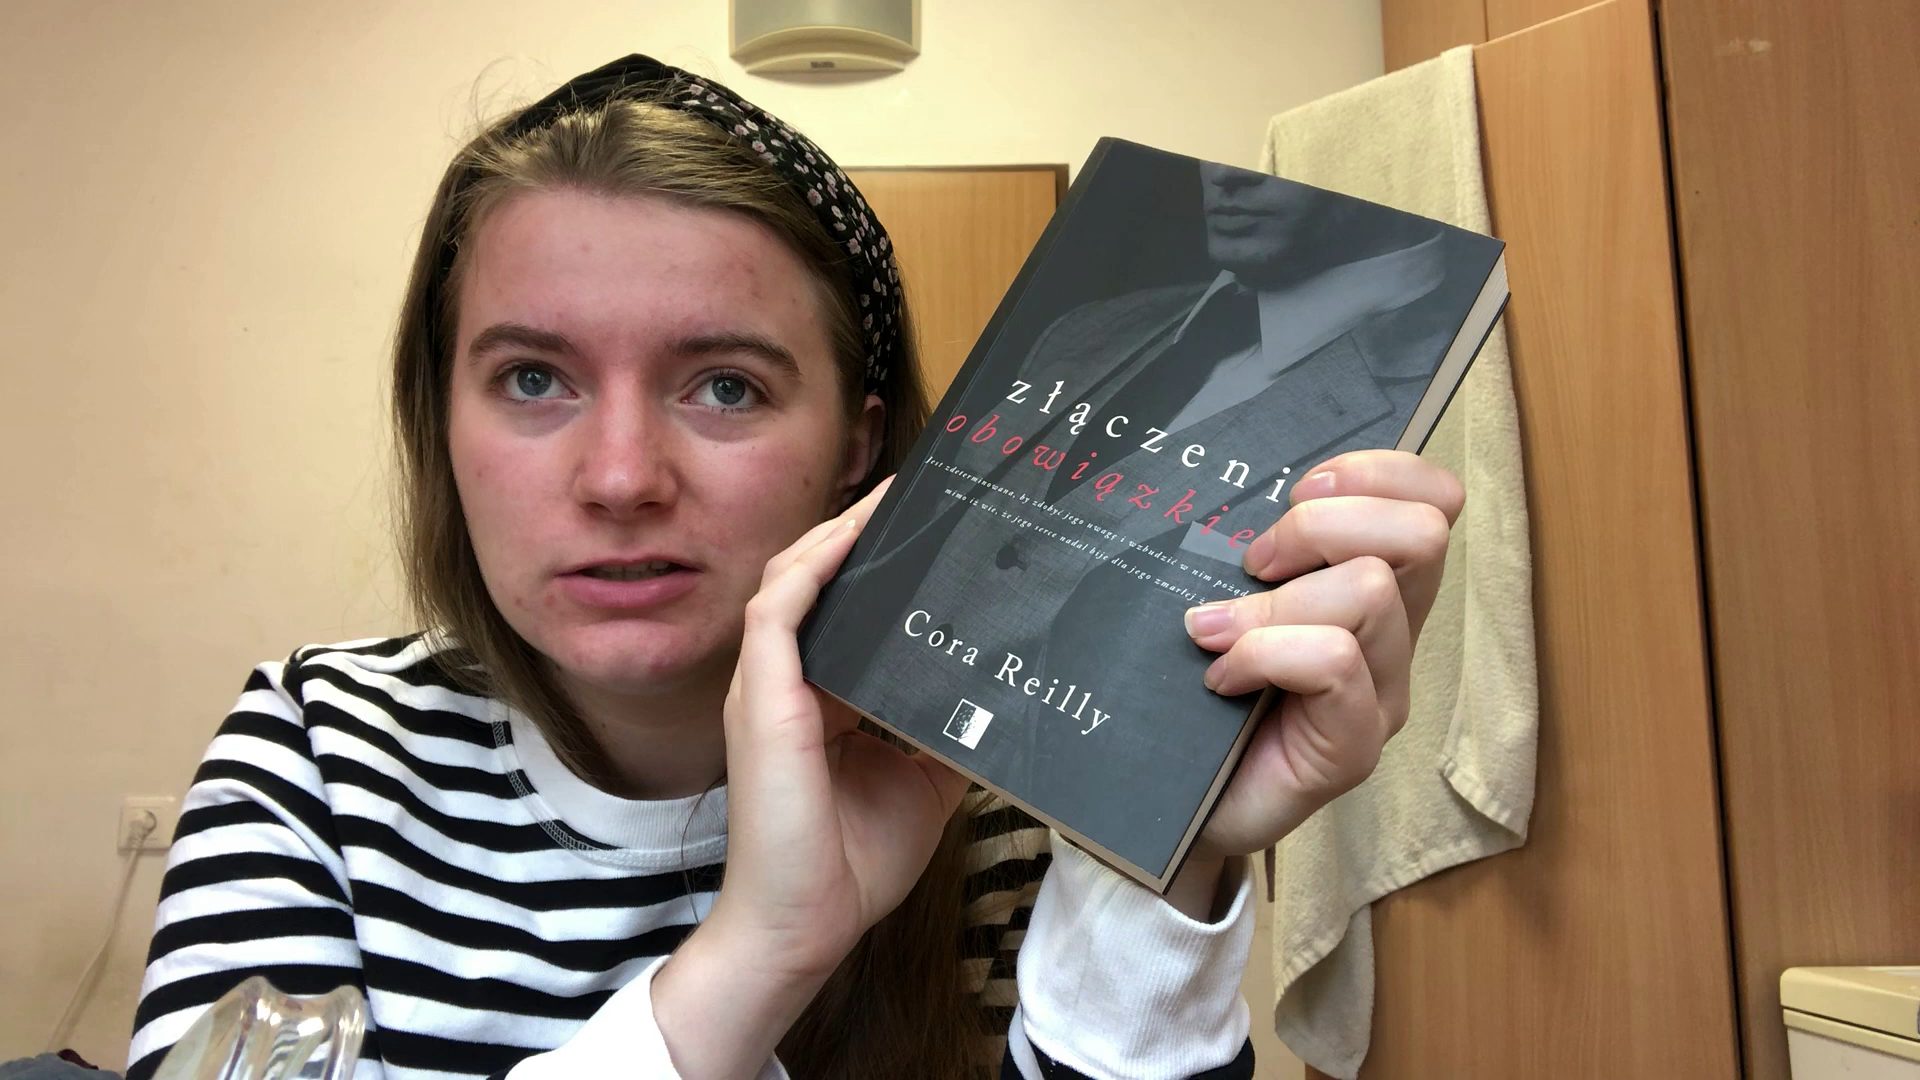 złączeni
obowiązkie
Jest zdeterminowana, by zdobyć jego uwagę i wzbudzić w nim pożąd
mimo iż wie, że jego serce nadal bije dla jego zmarłej ż
Cora Reilly